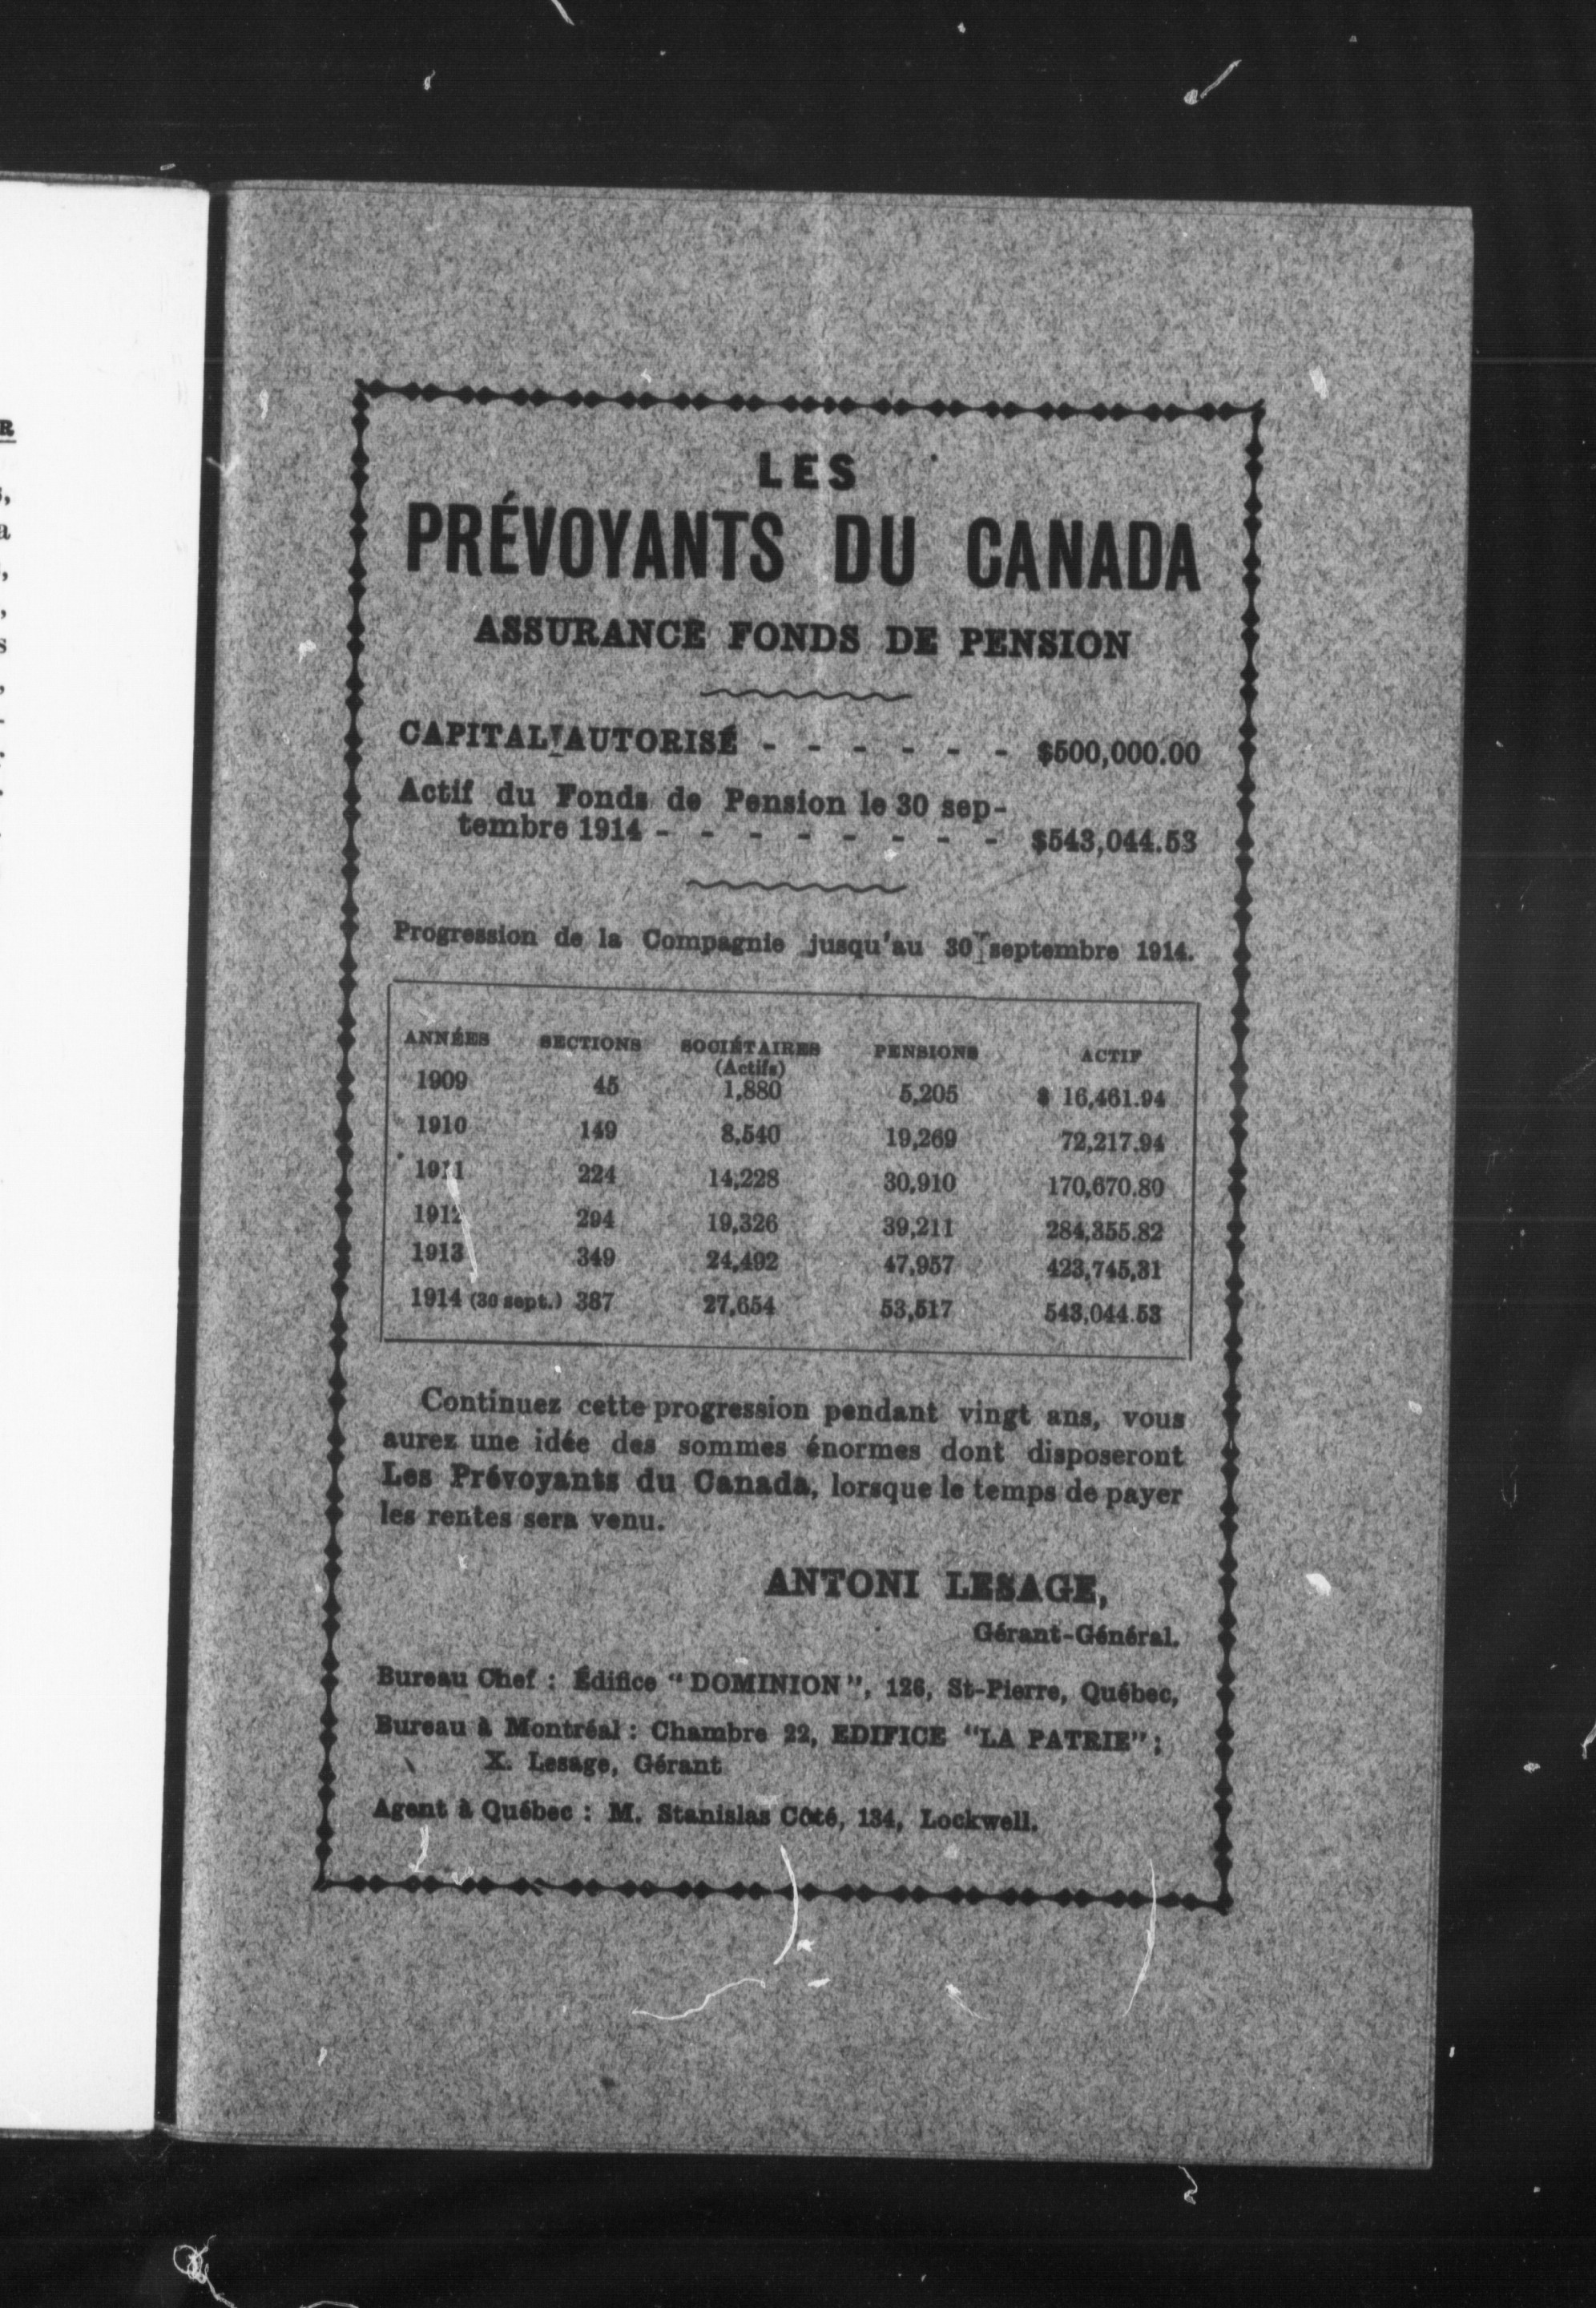 LES
PRÉVOYANTS DU CANADA
ASSURANCE FONDS DE PENSION
CAPITAL AUTORISÉ - - - - - - $500,000.00
Actif du Fonds de Pension le 30 sep-
tembre 1914 - - - - - - - - $543,044.53
Progression de la Compagnie jusqu'au 30 septembre 1914.
ANNÉES SECTIONS SOCIÉTAIRES PENSIONS ACTIF
(Actifs)
1909 45 1,880 5,205 $ 16,461.94
1910 149 8,540 19,269 72,217.94
1911 224 14,228 30,910 170,670.80
1912 294 19,326 39,211 284,355.82
1913 349 24,492 47,957 423,745,31
1914 (30 sept.) 387 27,654 53,517 543,044.53
Continuez cette progression pendant vingt ans, vous
aurez une idée des sommes énormes dont disposeront
Les Prévoyants du Canada, lorsque le temps de payer
les rentes sera venu.
ANTONI LESAGE,
Gérant-Général.
Bureau Chef : Édifice "DOMINION", 126, St-Pierre, Québec,
Bureau à Montréal : Chambre 22, EDIFICE "LA PATRIE" ;
X. Lesage, Gérant
Agent à Québec : M. Stanislas Côté, 134, Lockwell.